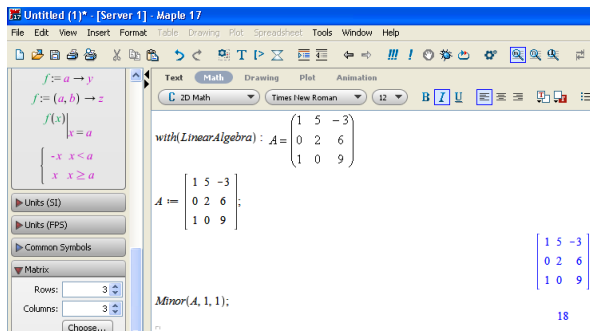 Untitled (1)* - [Server 1] - Maple 17
File Edit View Insert Format Table Drawing Plot Spreadsheet Tools Window Help
Text Math Drawing Plot Animation
C 2D Math Times New Roman 12 B I U
f := a → y
f := (a, b) → z
f(x)|x = a
{ -x x < a
x x ≥ a
Units (SI)
Units (FPS)
Common Symbols
Matrix
Rows: 3
Columns: 3
Choose...
with(LinearAlgebra) : A =
1 5 -3
0 2 6
1 0 9
A := [
1 5 -3
0 2 6
1 0 9
];
1 5 -3
0 2 6
1 0 9
Minor(A, 1, 1);
18